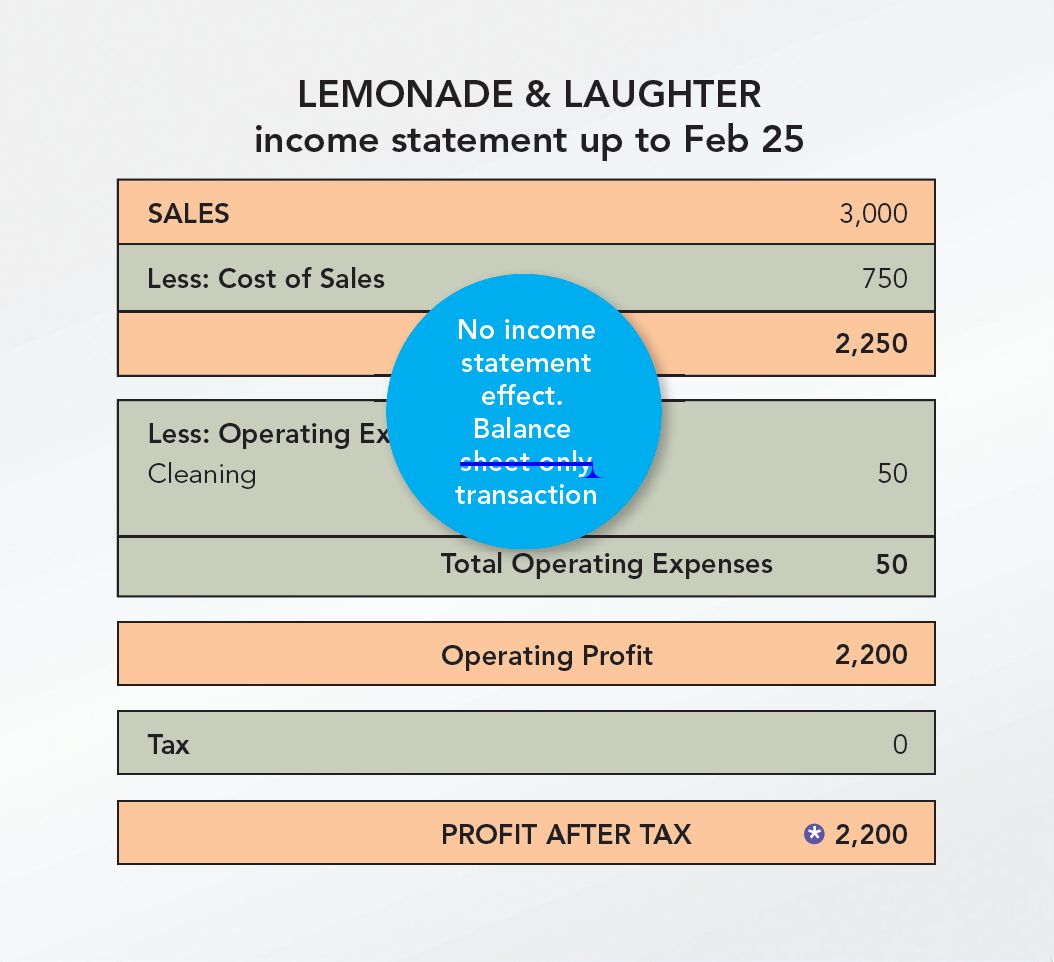 LEMONADE & LAUGHTER
income statement up to Feb 25
SALES 3,000
Less: Cost of Sales 750
2,250
Less: Operating Ex
Cleaning 50
No income
statement
effect.
Balance
sheet only
transaction
Total Operating Expenses 50
Operating Profit 2,200
Tax 0
PROFIT AFTER TAX * 2,200